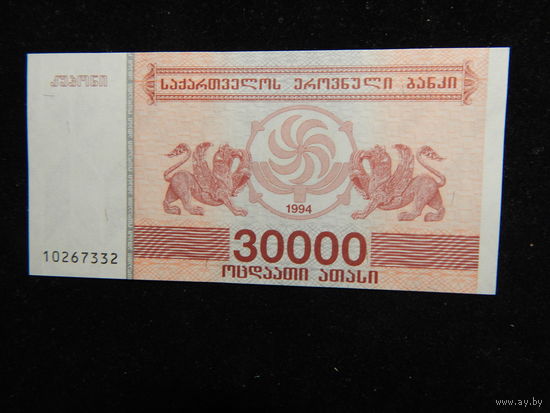 კუპონი
საქართველოს ეროვნული ბანკი
1994
30000
ოცდაათი ათასი
10267332
www.ay.by